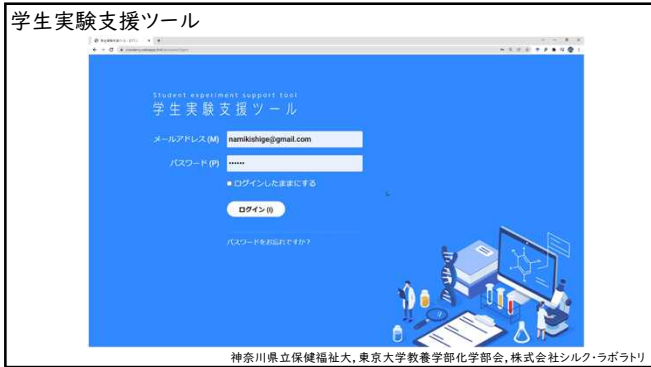 学生実験支援ツール
Student experiment support tool
学生実験支援ツール
メールアドレス (M)
namikishige@gmail.com
パスワード (P)
••••••
ログインしたままにする
ログイン (I)
パスワードをお忘れですか?
神奈川県立保健福祉大,東京大学教養学部化学部会,株式会社シルク・ラボラトリ